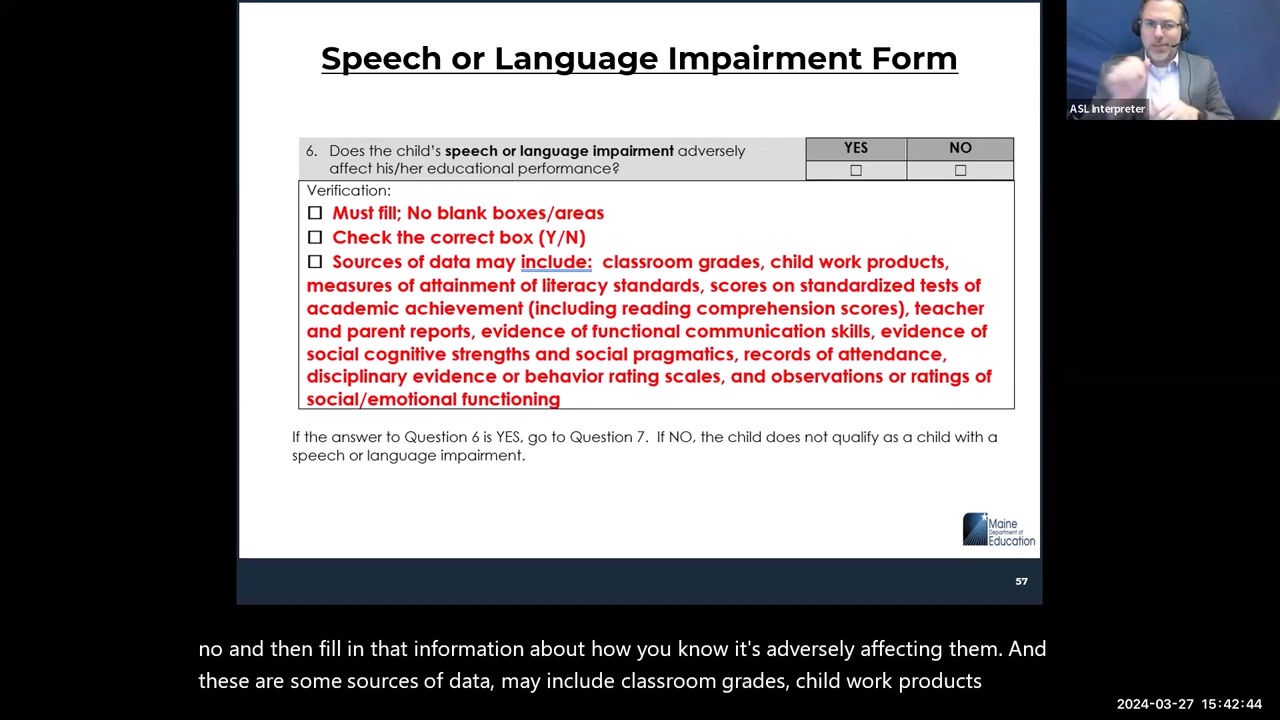 Speech or Language Impairment Form
ASL Interpreter
6. Does the child's speech or language impairment adversely
affect his/her educational performance?
YES NO
☐ ☐
Verification:
☐ Must fill; No blank boxes/areas
☐ Check the correct box (Y/N)
☐ Sources of data may include: classroom grades, child work products,
measures of attainment of literacy standards, scores on standardized tests of
academic achievement (including reading comprehension scores), teacher
and parent reports, evidence of functional communication skills, evidence of
social cognitive strengths and social pragmatics, records of attendance,
disciplinary evidence or behavior rating scales, and observations or ratings of
social/emotional functioning
If the answer to Question 6 is YES, go to Question 7. If NO, the child does not qualify as a child with a
speech or language impairment.
Maine
Department of
Education
57
no and then fill in that information about how you know it's adversely affecting them. And
these are some sources of data, may include classroom grades, child work products
2024-03-27 15:42:44